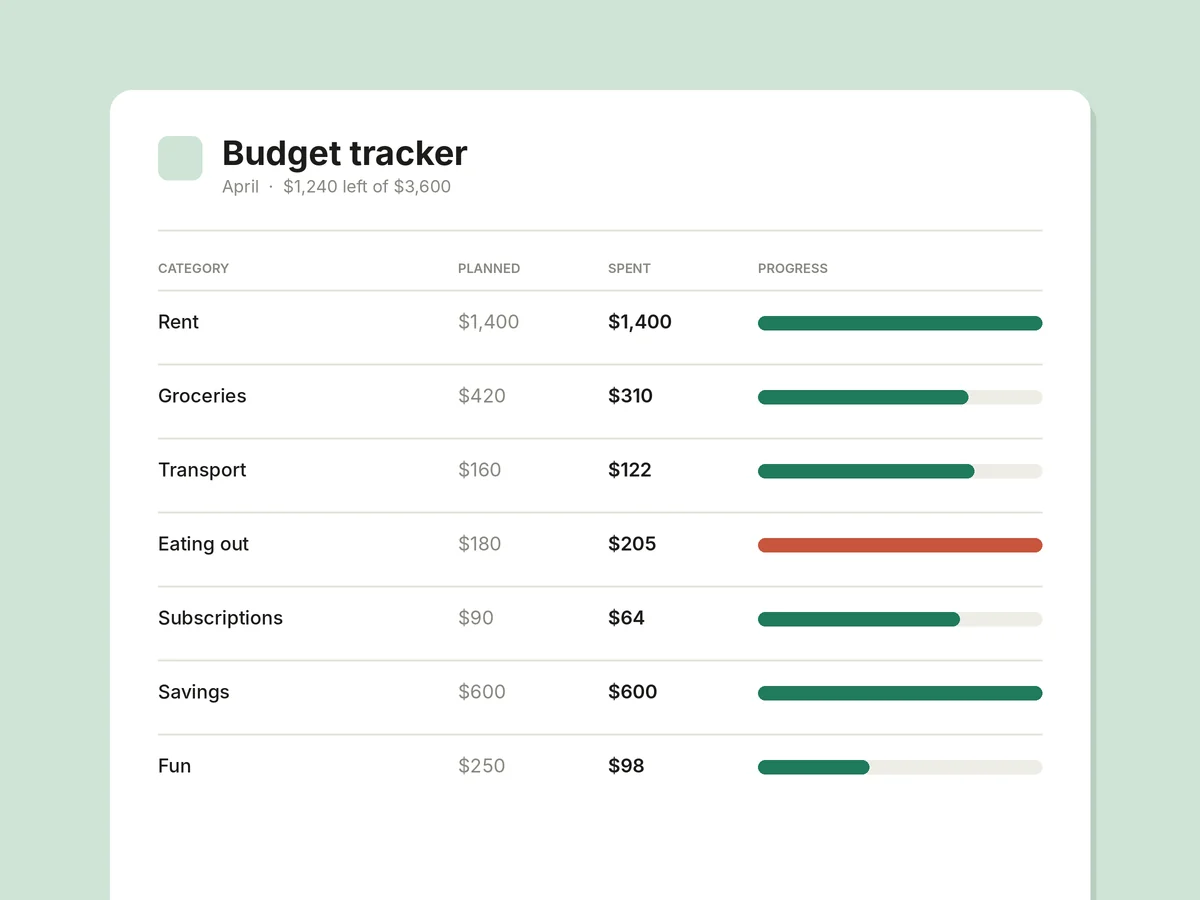 Budget tracker
April · $1,240 left of $3,600
CATEGORY PLANNED SPENT PROGRESS
Rent $1,400 $1,400
Groceries $420 $310
Transport $160 $122
Eating out $180 $205
Subscriptions $90 $64
Savings $600 $600
Fun $250 $98